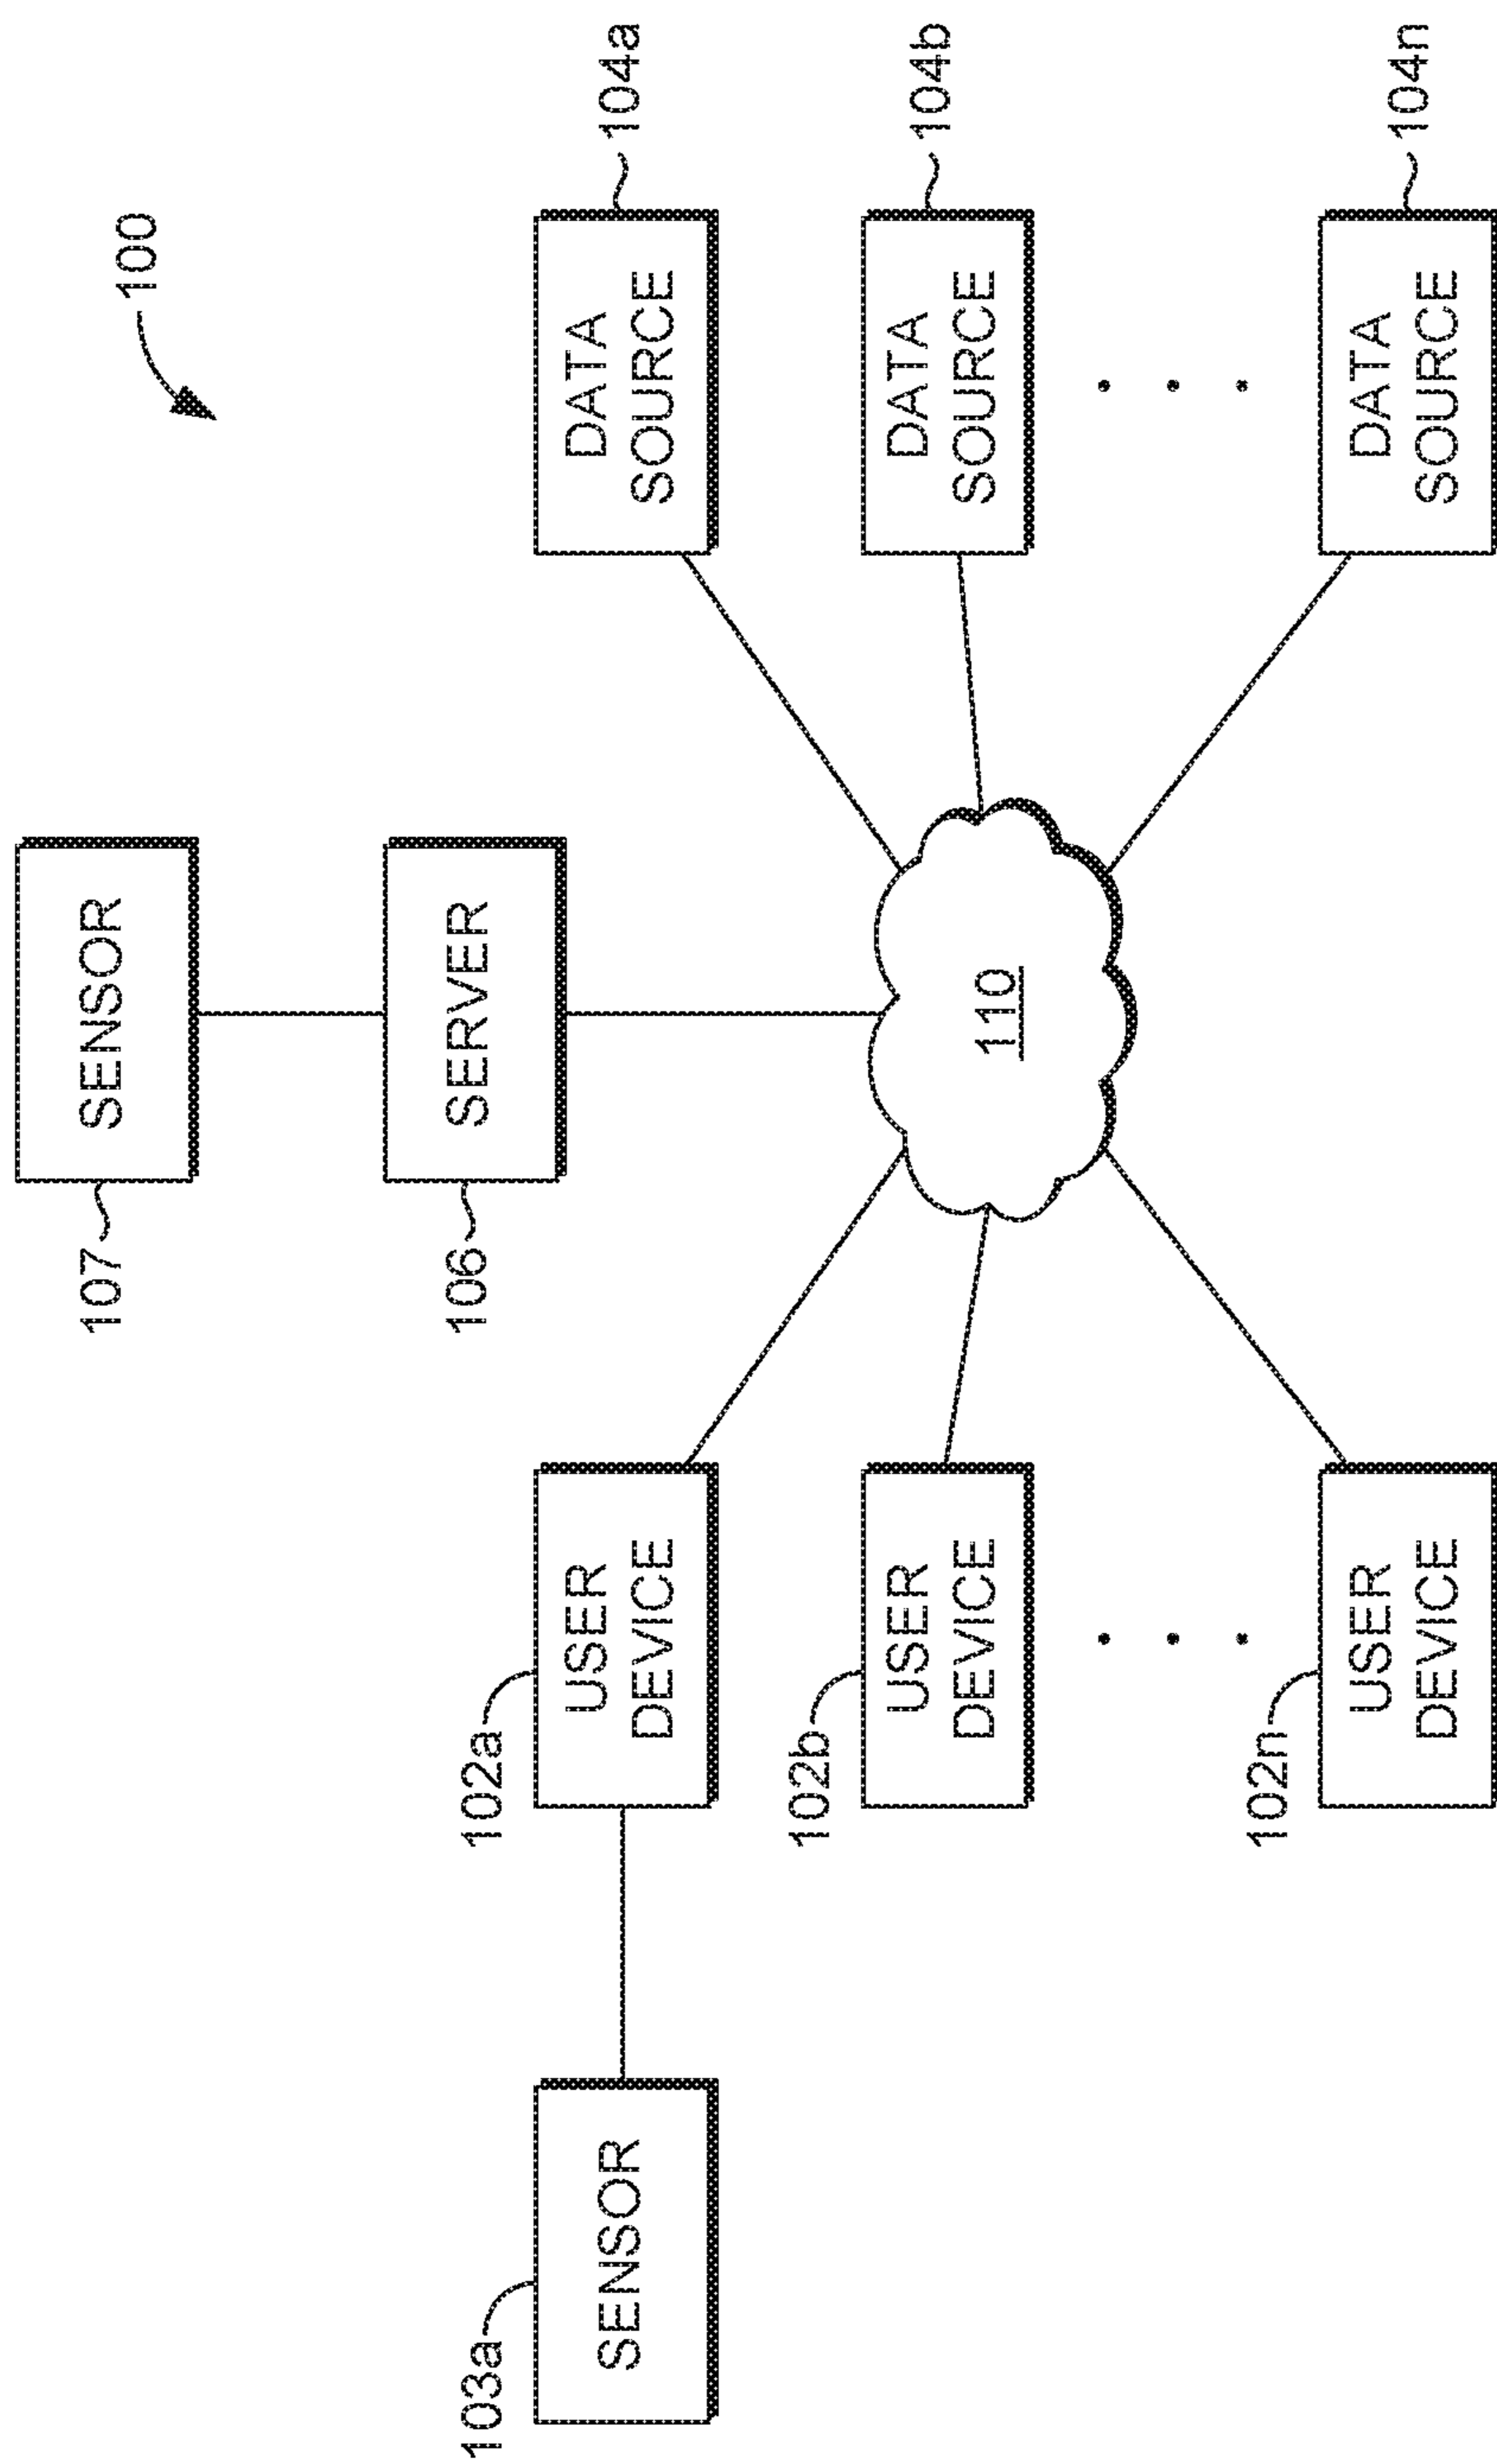 100
SENSOR
107
SERVER
106
110
DATA
SOURCE
104a
DATA
SOURCE
104b
. . .
DATA
SOURCE
104n
103a
SENSOR
102a
USER
DEVICE
102b
USER
DEVICE
. . .
102n
USER
DEVICE